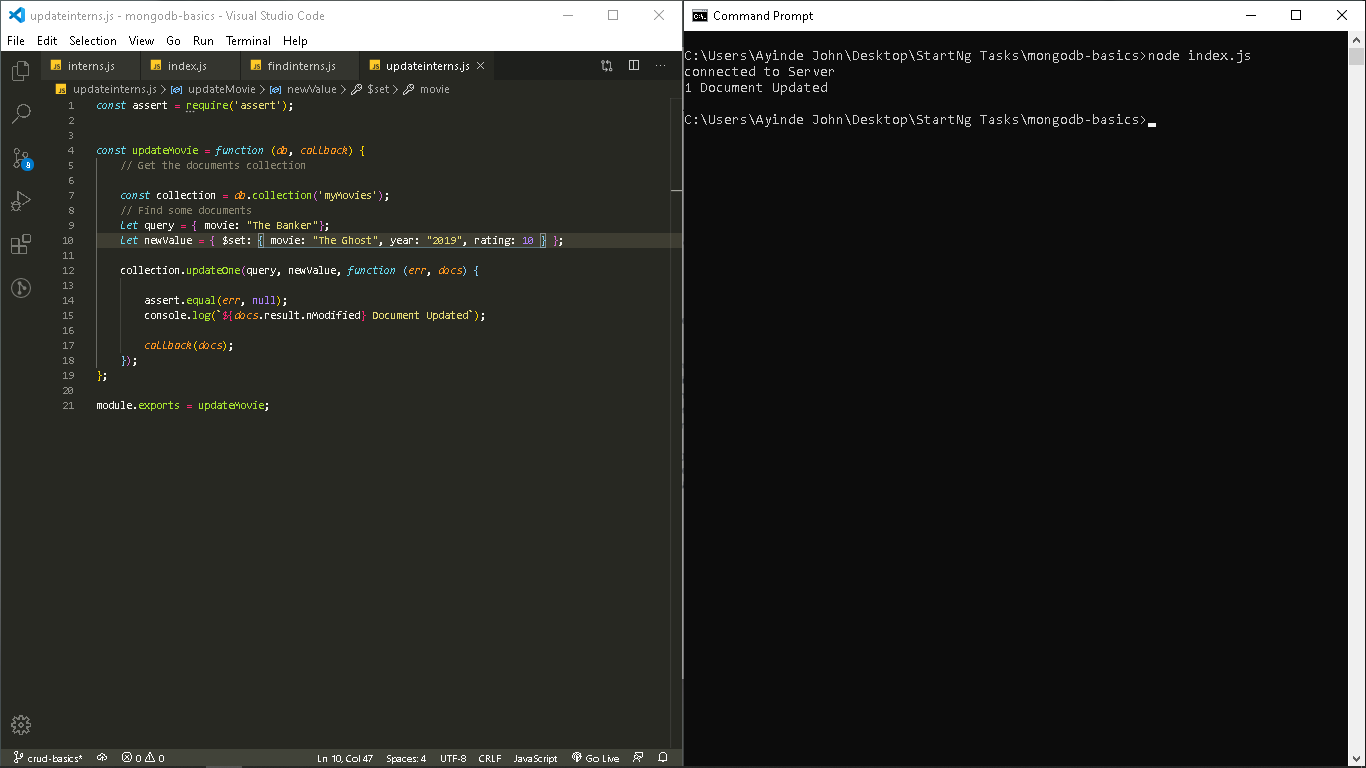 updateinterns.js - mongodb-basics - Visual Studio Code
File Edit Selection View Go Run Terminal Help
JS interns.js JS index.js JS findinterns.js JS updateinterns.js
JS updateinterns.js > updateMovie > newValue > $set > movie
1 const assert = require('assert');
2
3
4 const updateMovie = function (db, callback) {
5 // Get the documents collection
6
7 const collection = db.collection('myMovies');
8 // Find some documents
9 let query = { movie: "The Banker"};
10 let newValue = { $set: { movie: "The Ghost", year: "2019", rating: 10 } };
11
12 collection.updateOne(query, newValue, function (err, docs) {
13
14 assert.equal(err, null);
15 console.log(`${docs.result.nModified} Document Updated`);
16
17 callback(docs);
18 });
19 };
20
21 module.exports = updateMovie;
crud-basics* 0 0 Ln 10, Col 47 Spaces: 4 UTF-8 CRLF JavaScript Go Live
Command Prompt
C:\Users\Ayinde John\Desktop\StartNg Tasks\mongodb-basics>node index.js
connected to Server
1 Document Updated
C:\Users\Ayinde John\Desktop\StartNg Tasks\mongodb-basics>